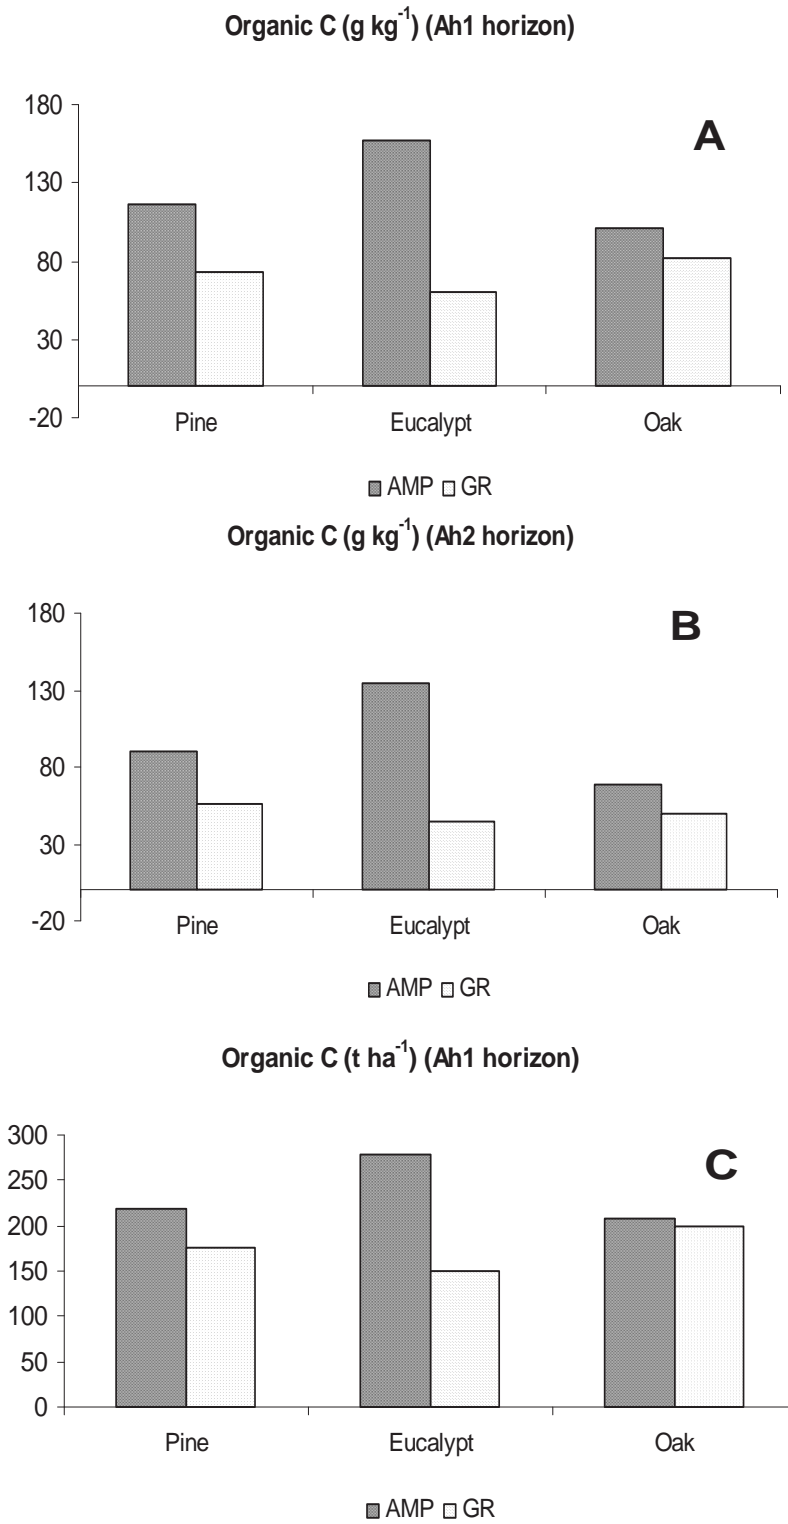 Organic C (g kg⁻¹) (Ah1 horizon)
A
180
130
80
30
-20
Pine Eucalypt Oak
AMP GR
Organic C (g kg⁻¹) (Ah2 horizon)
B
180
130
80
30
-20
Pine Eucalypt Oak
AMP GR
Organic C (t ha⁻¹) (Ah1 horizon)
C
300
250
200
150
100
50
0
Pine Eucalypt Oak
AMP GR